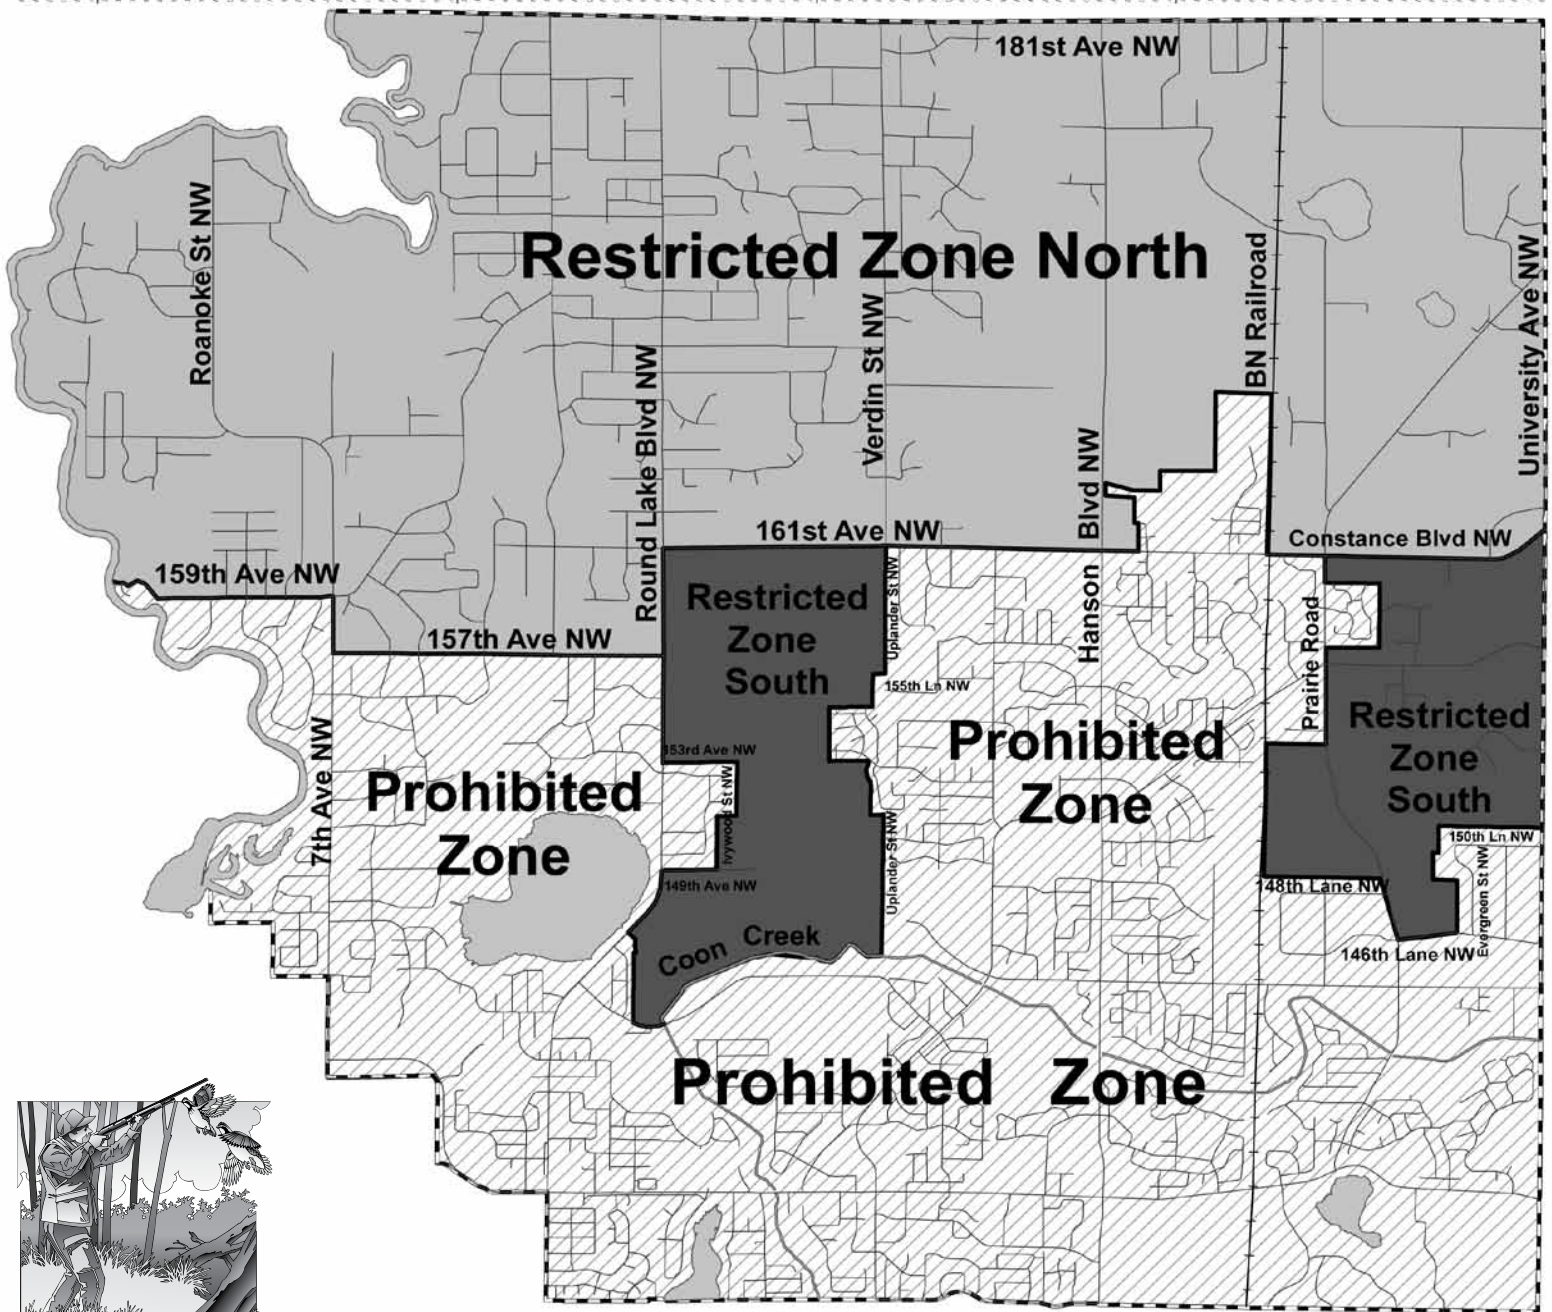 181st Ave NW
Roanoke St NW
Restricted Zone North
BN Railroad
University Ave NW
Verdin St NW
Round Lake Blvd NW
Hanson Blvd NW
161st Ave NW
Constance Blvd NW
159th Ave NW
157th Ave NW
Restricted
Zone
South
Uplander St NW
155th Ln NW
Prairie Road
7th Ave NW
Prohibited
Zone
153rd Ave NW
Ivywood St NW
149th Ave NW
Uplander St NW
Coon Creek
Prohibited
Zone
Restricted
Zone
South
150th Ln NW
148th Lane NW
Evergreen St NW
146th Lane NW
Prohibited Zone